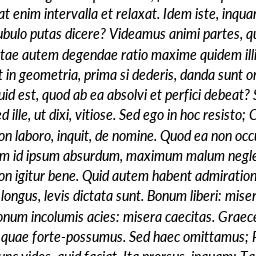 at enim intervalla et relaxat. Idem iste, inquam
ubulo putas dicere? Videamus animi partes, qu
tae autem degendae ratio maxime quidem illi
t in geometria, prima si dederis, danda sunt o
uid est, quod ab ea absolvi et perfici debeat? S
ed ille, ut dixi, vitiose. Sed ego in hoc resisto; C
on laboro, inquit, de nomine. Quod ea non occu
m id ipsum absurdum, maximum malum negle
on igitur bene. Quid autem habent admiration
longus, levis dictata sunt. Bonum liberi: miser
onum incolumis acies: misera caecitas. Graece
quae forte-possumus. Sed haec omittamus;